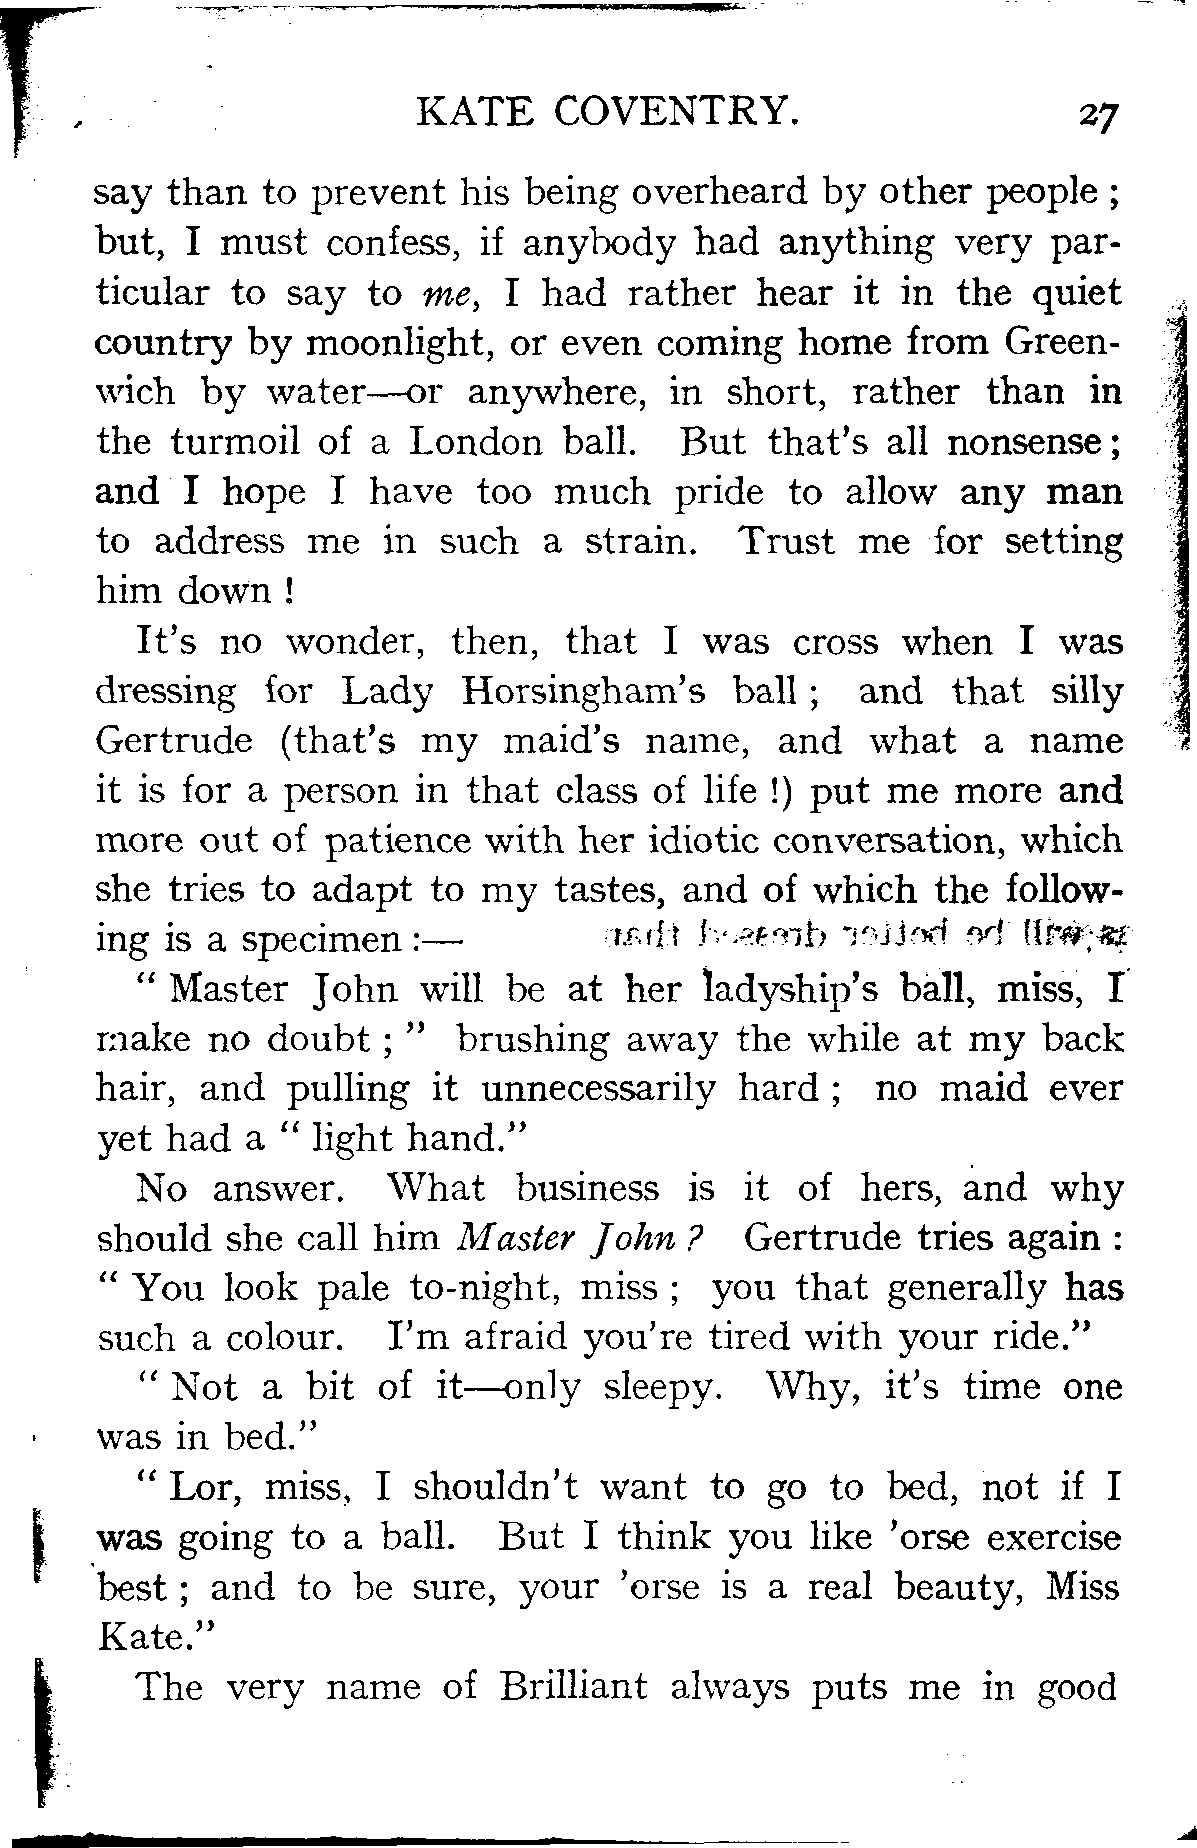 KATE COVENTRY. 27
say than to prevent his being overheard by other people ;
but, I must confess, if anybody had anything very par-
ticular to say to me, I had rather hear it in the quiet
country by moonlight, or even coming home from Green-
wich by water—or anywhere, in short, rather than in
the turmoil of a London ball. But that's all nonsense ;
and I hope I have too much pride to allow any man
to address me in such a strain. Trust me for setting
him down !
It's no wonder, then, that I was cross when I was
dressing for Lady Horsingham's ball ; and that silly
Gertrude (that's my maid's name, and what a name
it is for a person in that class of life !) put me more and
more out of patience with her idiotic conversation, which
she tries to adapt to my tastes, and of which the follow-
ing is a specimen :—
" Master John will be at her ladyship's ball, miss, I
make no doubt ; " brushing away the while at my back
hair, and pulling it unnecessarily hard ; no maid ever
yet had a " light hand."
No answer. What business is it of hers, and why
should she call him Master John ? Gertrude tries again :
" You look pale to-night, miss ; you that generally has
such a colour. I'm afraid you're tired with your ride."
" Not a bit of it—only sleepy. Why, it's time one
was in bed."
" Lor, miss, I shouldn't want to go to bed, not if I
was going to a ball. But I think you like 'orse exercise
best ; and to be sure, your 'orse is a real beauty, Miss
Kate."
The very name of Brilliant always puts me in good